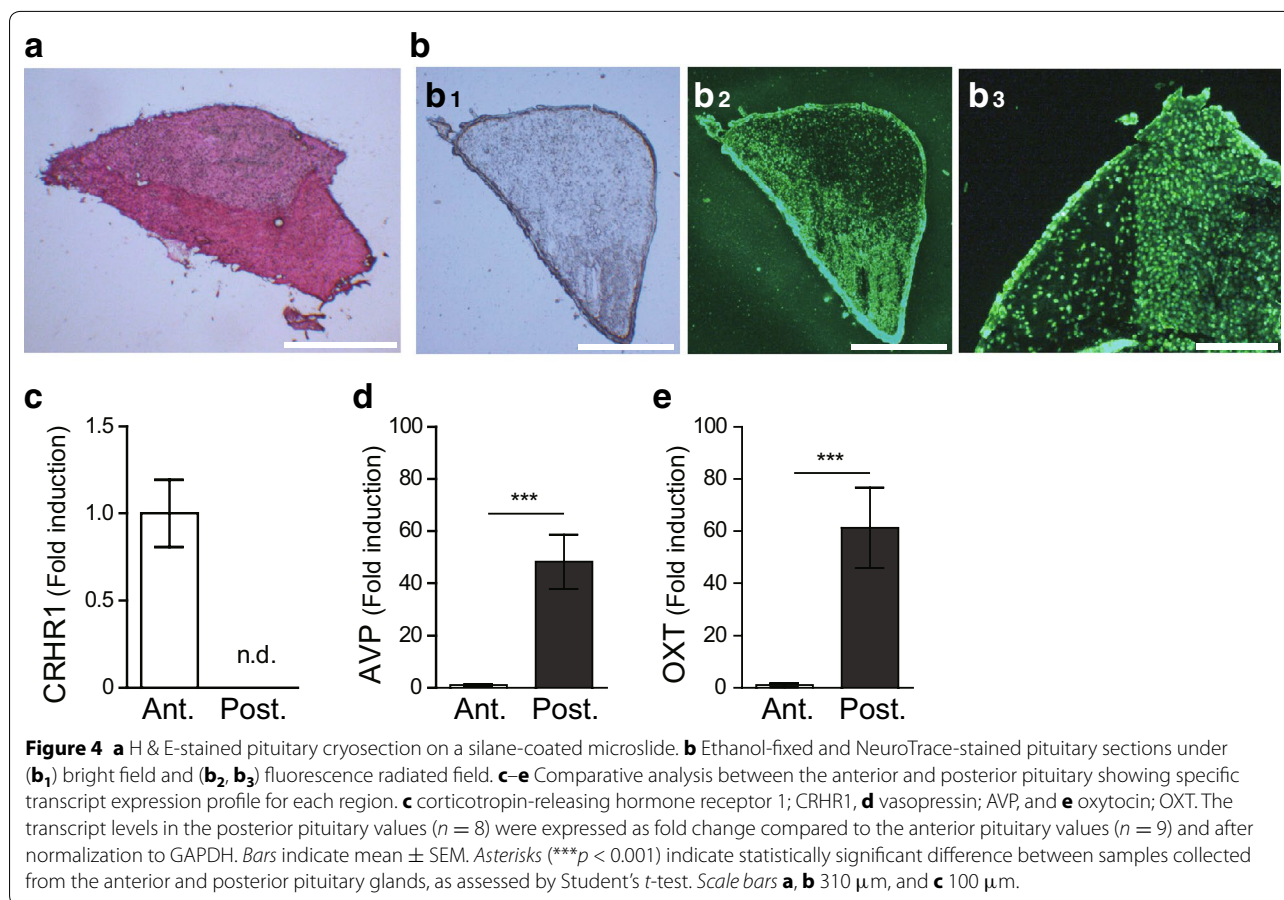 a
b
b1
b2
b3
c
d
e
CRHR1 (Fold induction)
1.5
1.0
0.5
0
n.d.
Ant. Post.
AVP (Fold induction)
100
80
60
40
20
0
***
Ant. Post.
OXT (Fold induction)
100
80
60
40
20
0
***
Ant. Post.
Figure 4 a H & E-stained pituitary cryosection on a silane-coated microslide. b Ethanol-fixed and NeuroTrace-stained pituitary sections under
(b1) bright field and (b2, b3) fluorescence radiated field. c–e Comparative analysis between the anterior and posterior pituitary showing specific
transcript expression profile for each region. c corticotropin-releasing hormone receptor 1; CRHR1, d vasopressin; AVP, and e oxytocin; OXT. The
transcript levels in the posterior pituitary values (n = 8) were expressed as fold change compared to the anterior pituitary values (n = 9) and after
normalization to GAPDH. Bars indicate mean ± SEM. Asterisks (***p < 0.001) indicate statistically significant difference between samples collected
from the anterior and posterior pituitary glands, as assessed by Student's t-test. Scale bars a, b 310 μm, and c 100 μm.